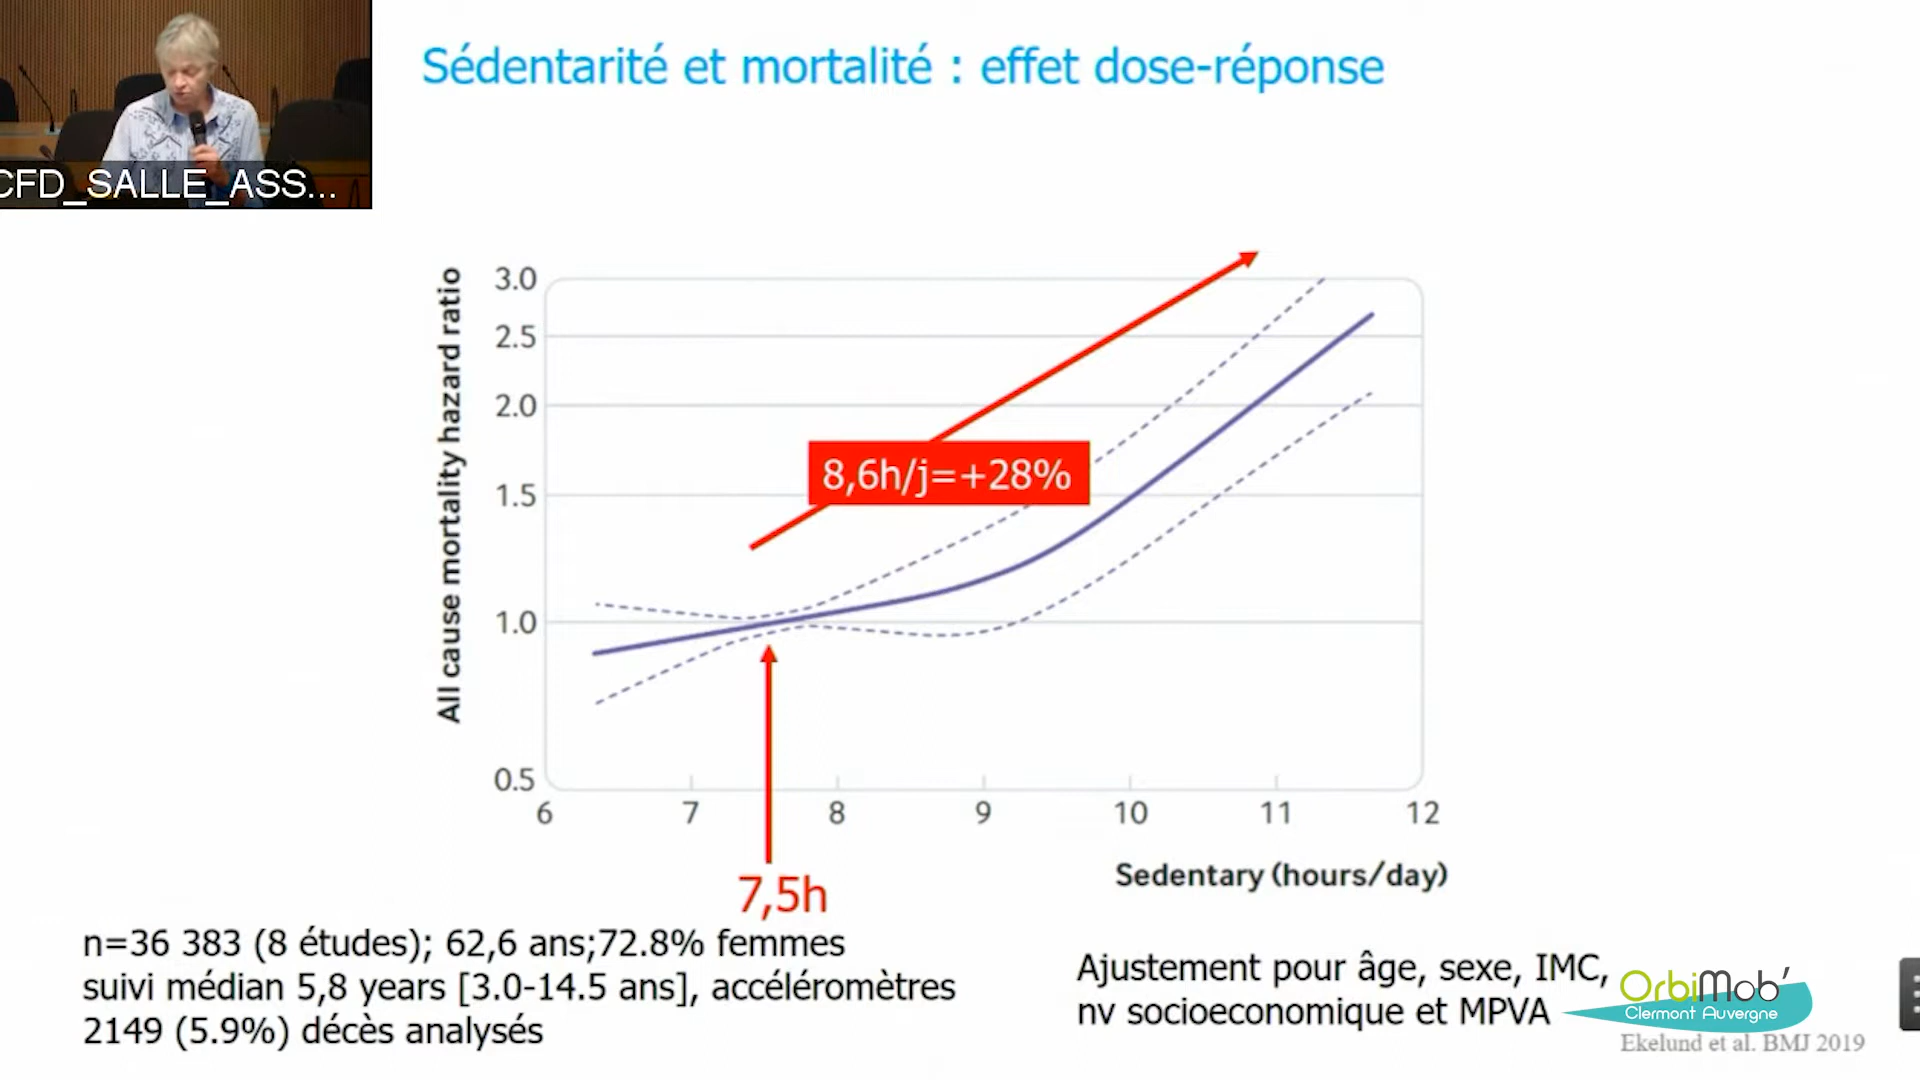 CFD_SALLE_ASS...
Sédentarité et mortalité : effet dose-réponse
All cause mortality hazard ratio
3.0
2.5
2.0
1.5
1.0
0.5
8,6h/j=+28%
6 7 8 9 10 11 12
Sedentary (hours/day)
7,5h
n=36 383 (8 études); 62,6 ans;72.8% femmes
suivi médian 5,8 years [3.0-14.5 ans], accéléromètres
2149 (5.9%) décès analysés
Ajustement pour âge, sexe, IMC,
nv socioeconomique et MPVA
OrbiMob'
Clermont Auvergne
Ekelund et al. BMJ 2019